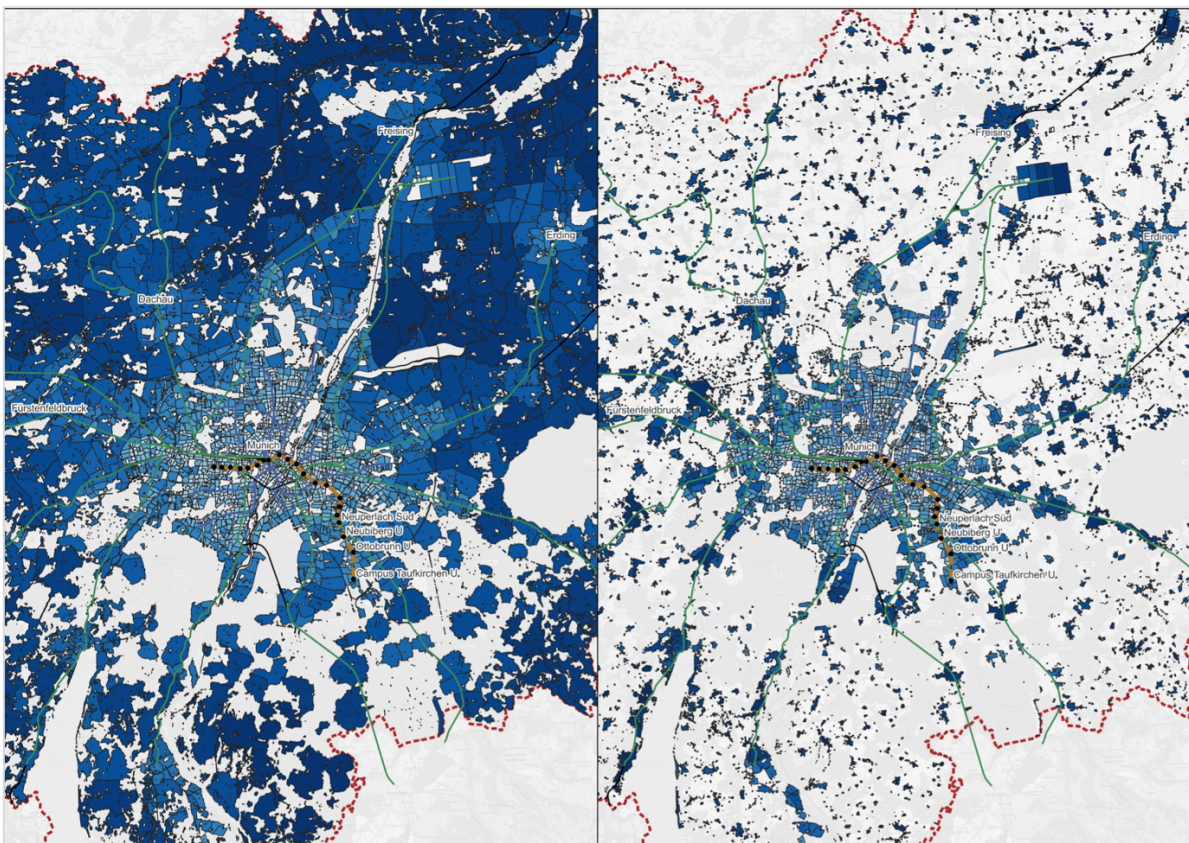 Freising
Erding
Dachau
Fürstenfeldbruck
Munich
Neuperlach Süd
Neubiberg U
Ottobrunn U
Campus Taufkirchen U
Freising
Erding
Dachau
Fürstenfeldbruck
Munich
Neuperlach Süd
Neubiberg U
Ottobrunn U
Campus Taufkirchen U